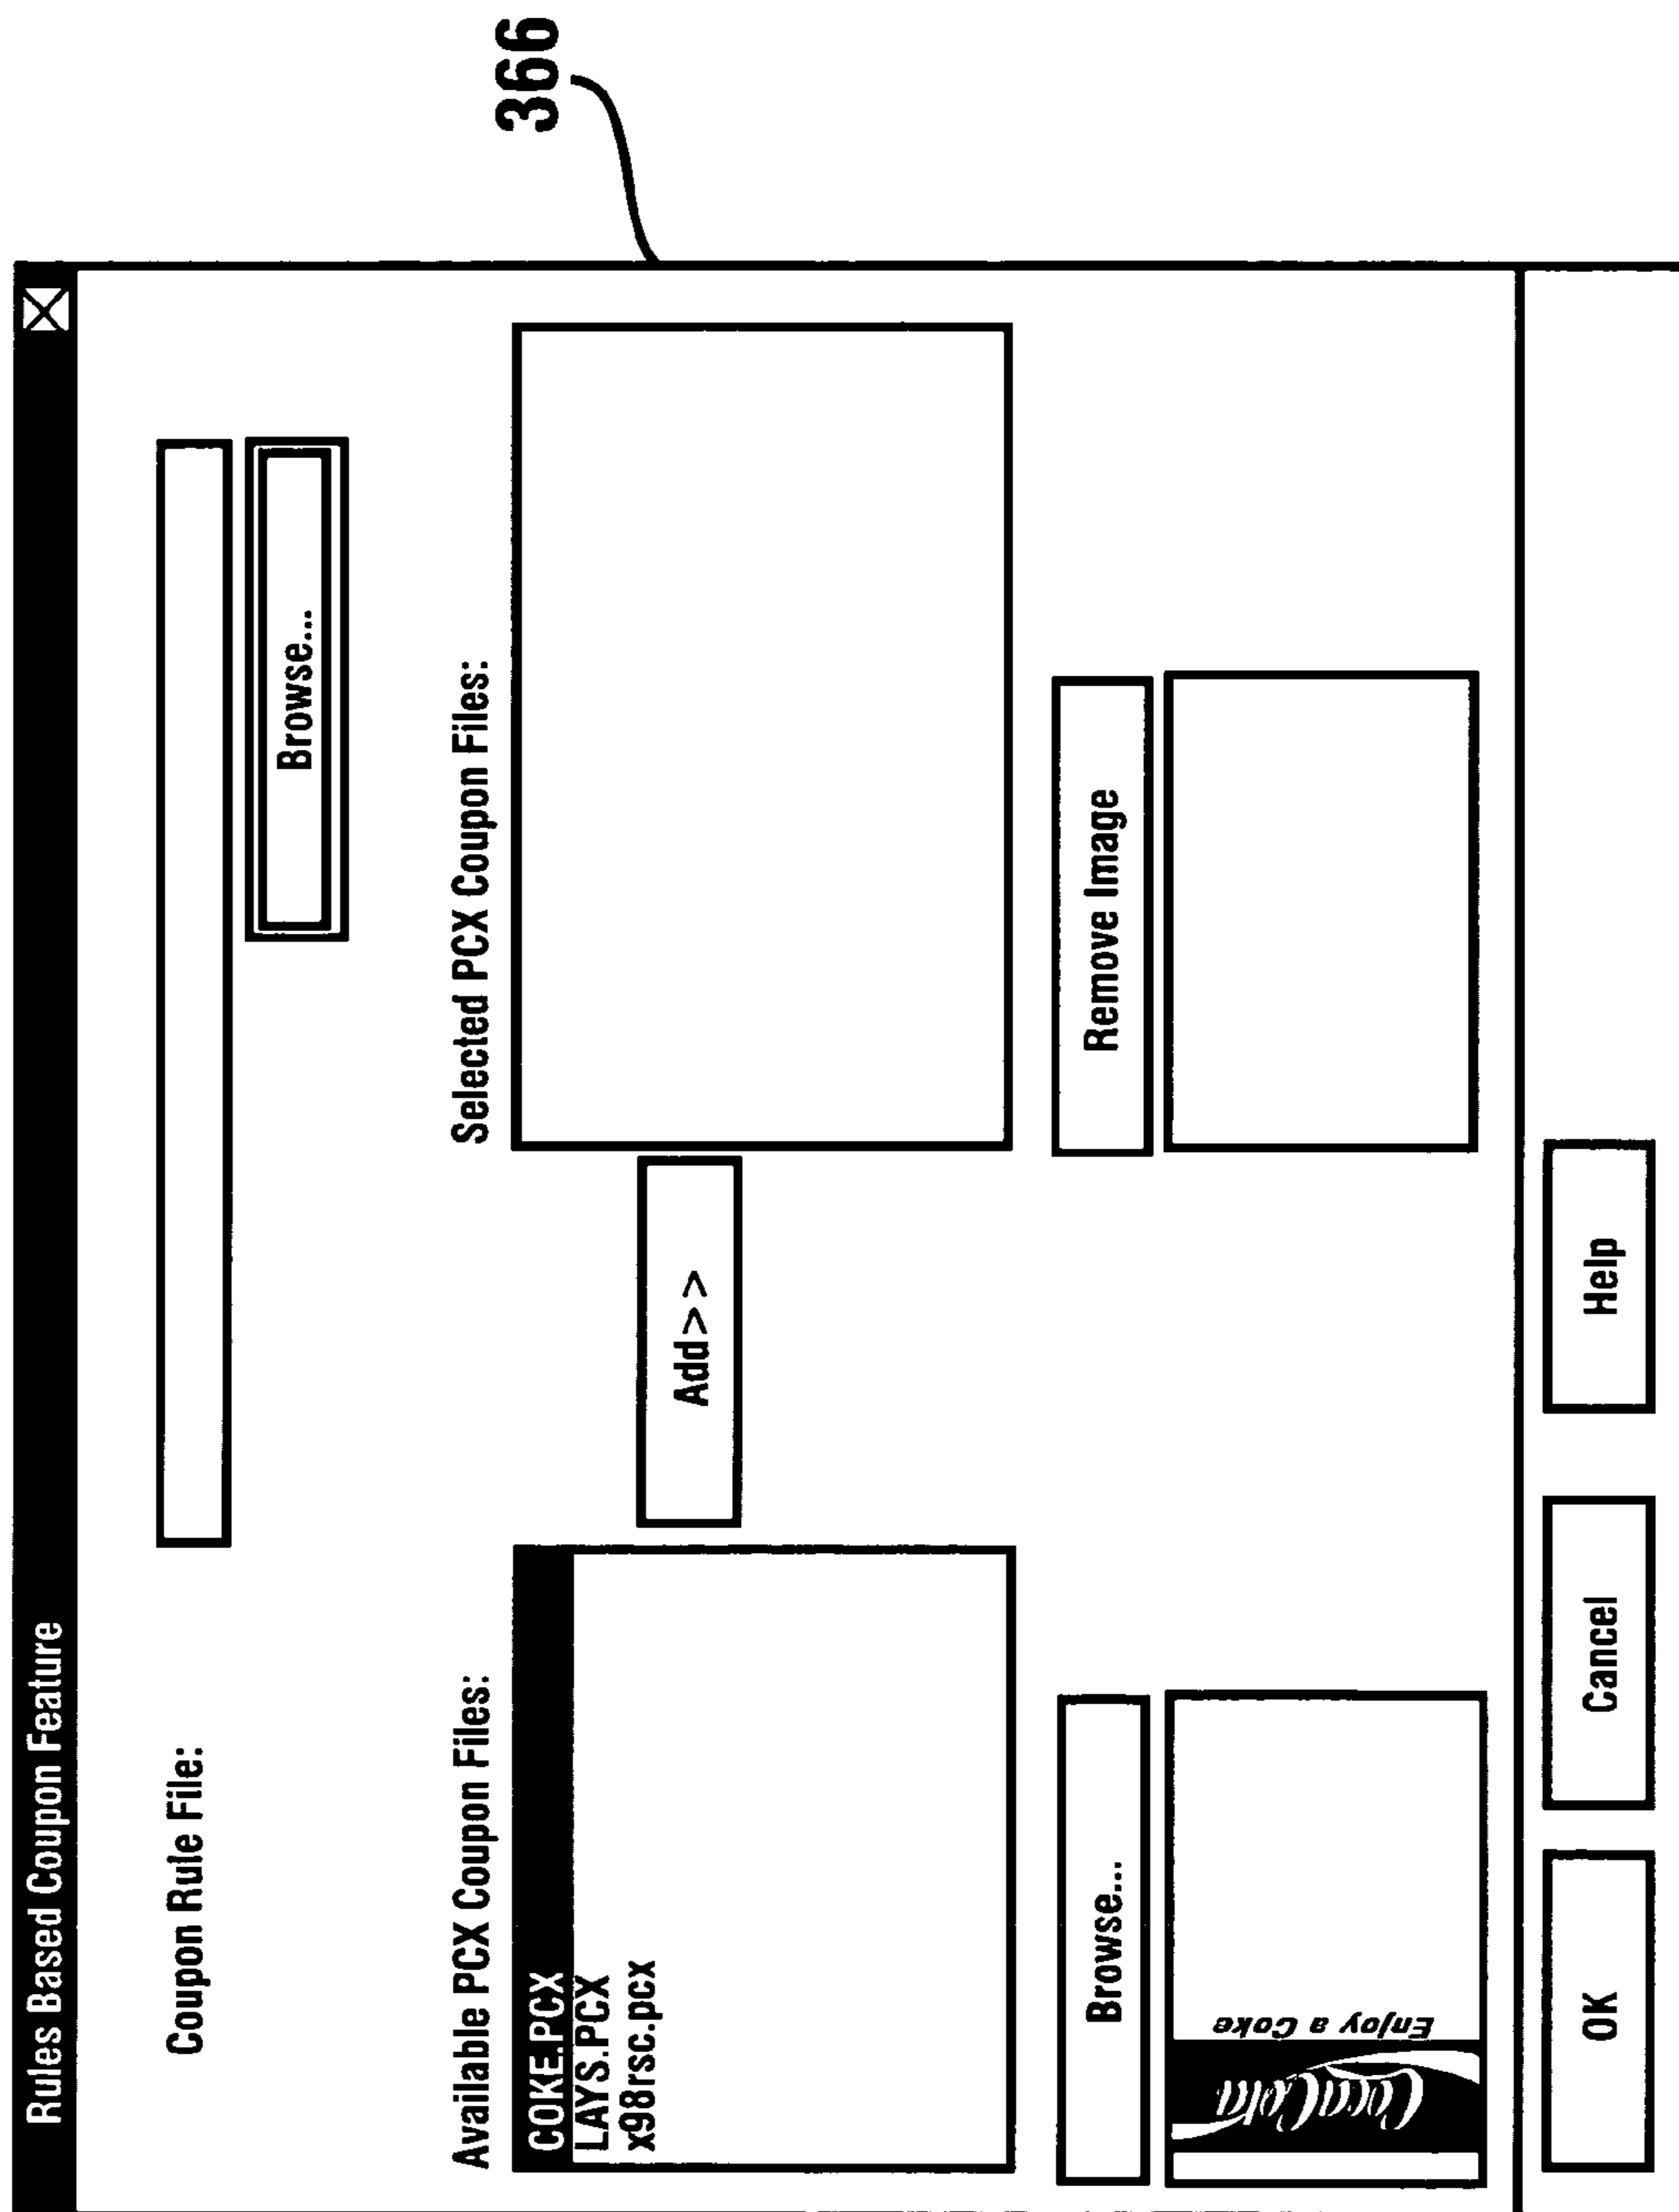 Rules Based Coupon Feature
366
Coupon Rule File:
Browse...
Available PCX Coupon Files:
COKE.PCX
LAYS.PCX
x98rsc.pcx
Add>>
Selected PCX Coupon Files:
Browse...
Remove Image
Coca-Cola
Enjoy a Coke
OK
Cancel
Help